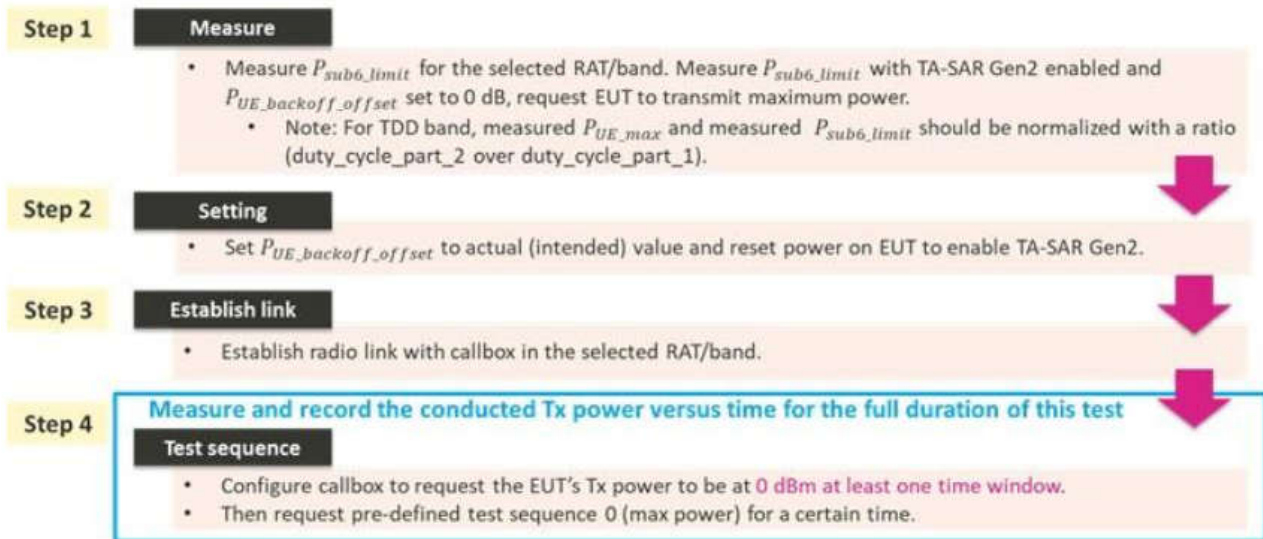 Step 1
Measure
• Measure P_sub6_limit for the selected RAT/band. Measure P_sub6_limit with TA-SAR Gen2 enabled and
P_UE_backoff_offset set to 0 dB, request EUT to transmit maximum power.
• Note: For TDD band, measured P_UE_max and measured P_sub6_limit should be normalized with a ratio
(duty_cycle_part_2 over duty_cycle_part_1).
Step 2
Setting
• Set P_UE_backoff_offset to actual (intended) value and reset power on EUT to enable TA-SAR Gen2.
Step 3
Establish link
• Establish radio link with callbox in the selected RAT/band.
Step 4
Measure and record the conducted Tx power versus time for the full duration of this test
Test sequence
• Configure callbox to request the EUT's Tx power to be at 0 dBm at least one time window.
• Then request pre-defined test sequence 0 (max power) for a certain time.